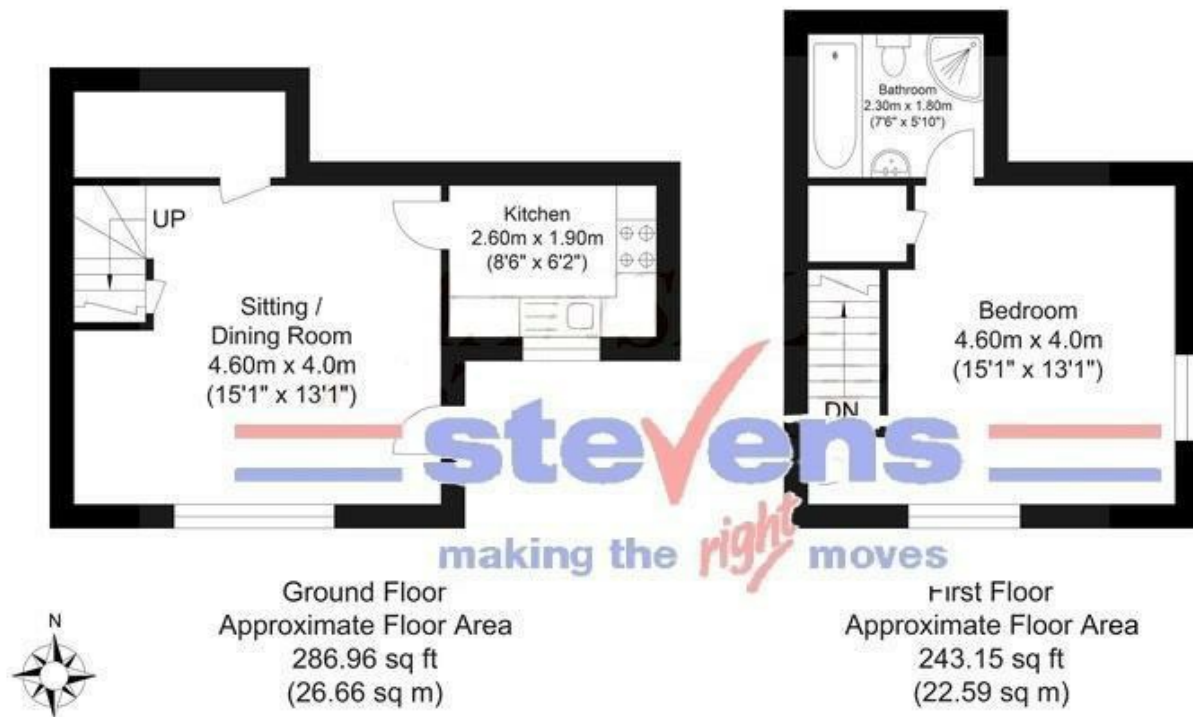 Bathroom
2.30m x 1.80m
(7'6" x 5'10")
UP
Kitchen
2.60m x 1.90m
(8'6" x 6'2")
Sitting /
Dining Room
4.60m x 4.0m
(15'1" x 13'1")
Bedroom
4.60m x 4.0m
(15'1" x 13'1")
DN
stevens
making the right moves
Ground Floor
Approximate Floor Area
286.96 sq ft
(26.66 sq m)
First Floor
Approximate Floor Area
243.15 sq ft
(22.59 sq m)
N